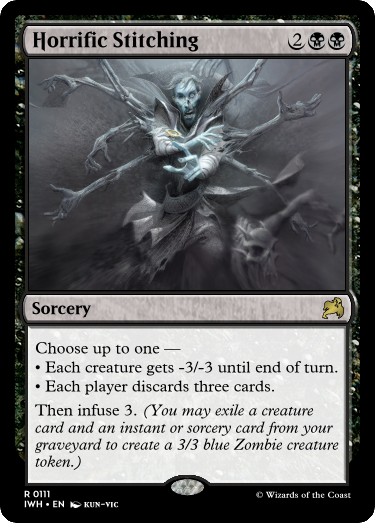 Horrific Stitching 2
Sorcery
Choose up to one —
• Each creature gets -3/-3 until end of turn.
• Each player discards three cards.
Then infuse 3. (You may exile a creature
card and an instant or sorcery card from your
graveyard to create a 3/3 blue Zombie creature
token.)
R 0111
IWH • EN KUN-VIC
© Wizards of the Coast